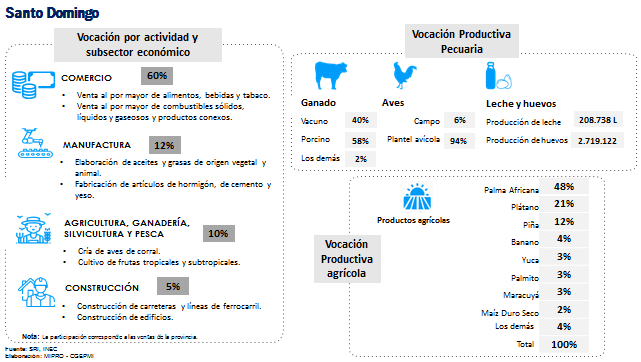 Santo Domingo
Vocación por actividad y
subsector económico
COMERCIO 60%
• Venta al por mayor de alimentos, bebidas y tabaco.
• Venta al por mayor de combustibles sólidos,
líquidos y gaseosos y productos conexos.
MANUFACTURA 12%
• Elaboración de aceites y grasas de origen vegetal y
animal.
• Fabricación de artículos de hormigón, de cemento y
yeso.
AGRICULTURA, GANADERÍA,
SILVICULTURA Y PESCA 10%
• Cría de aves de corral.
• Cultivo de frutas tropicales y subtropicales.
CONSTRUCCIÓN 5%
• Construcción de carreteras y líneas de ferrocarril.
• Construcción de edificios.
Nota: La participación corresponde a las ventas de la provincia.
Fuente: SRI, INEC
Elaboración: MIPRO - CGEPMI
Vocación Productiva
Pecuaria
Ganado Aves Leche y huevos
Vacuno 40% Campo 6% Producción de leche 208.738 L
Porcino 58% Plantel avícola 94% Producción de huevos 2.719.122
Los demás 2%
Vocación
Productiva
agrícola
Productos agrícolas
Palma Africana 48%
Plátano 21%
Piña 12%
Banano 4%
Yuca 3%
Palmito 3%
Maracuyá 3%
Maíz Duro Seco 2%
Los demás 4%
Total 100%